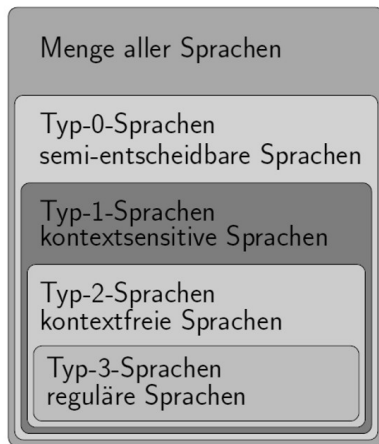 Menge aller Sprachen
Typ-0-Sprachen
semi-entscheidbare Sprachen
Typ-1-Sprachen
kontextsensitive Sprachen
Typ-2-Sprachen
kontextfreie Sprachen
Typ-3-Sprachen
reguläre Sprachen